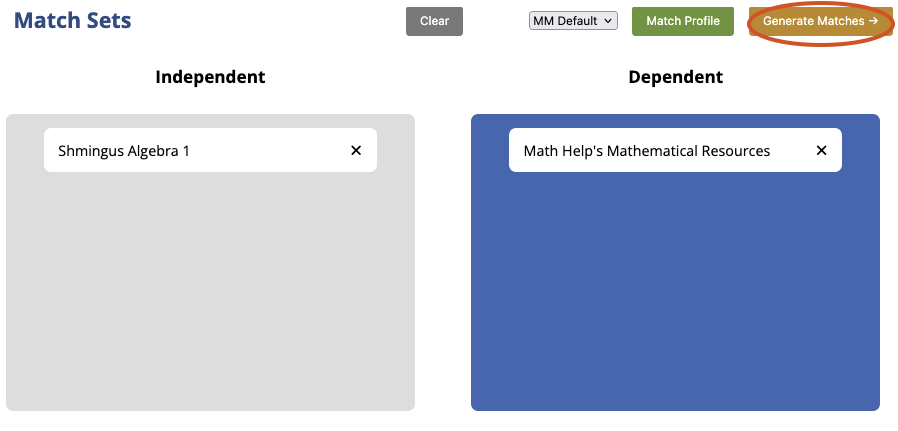 Match Sets
Clear
MM Default
Match Profile
Generate Matches →
Independent
Dependent
Shmingus Algebra 1 ✕
Math Help's Mathematical Resources ✕